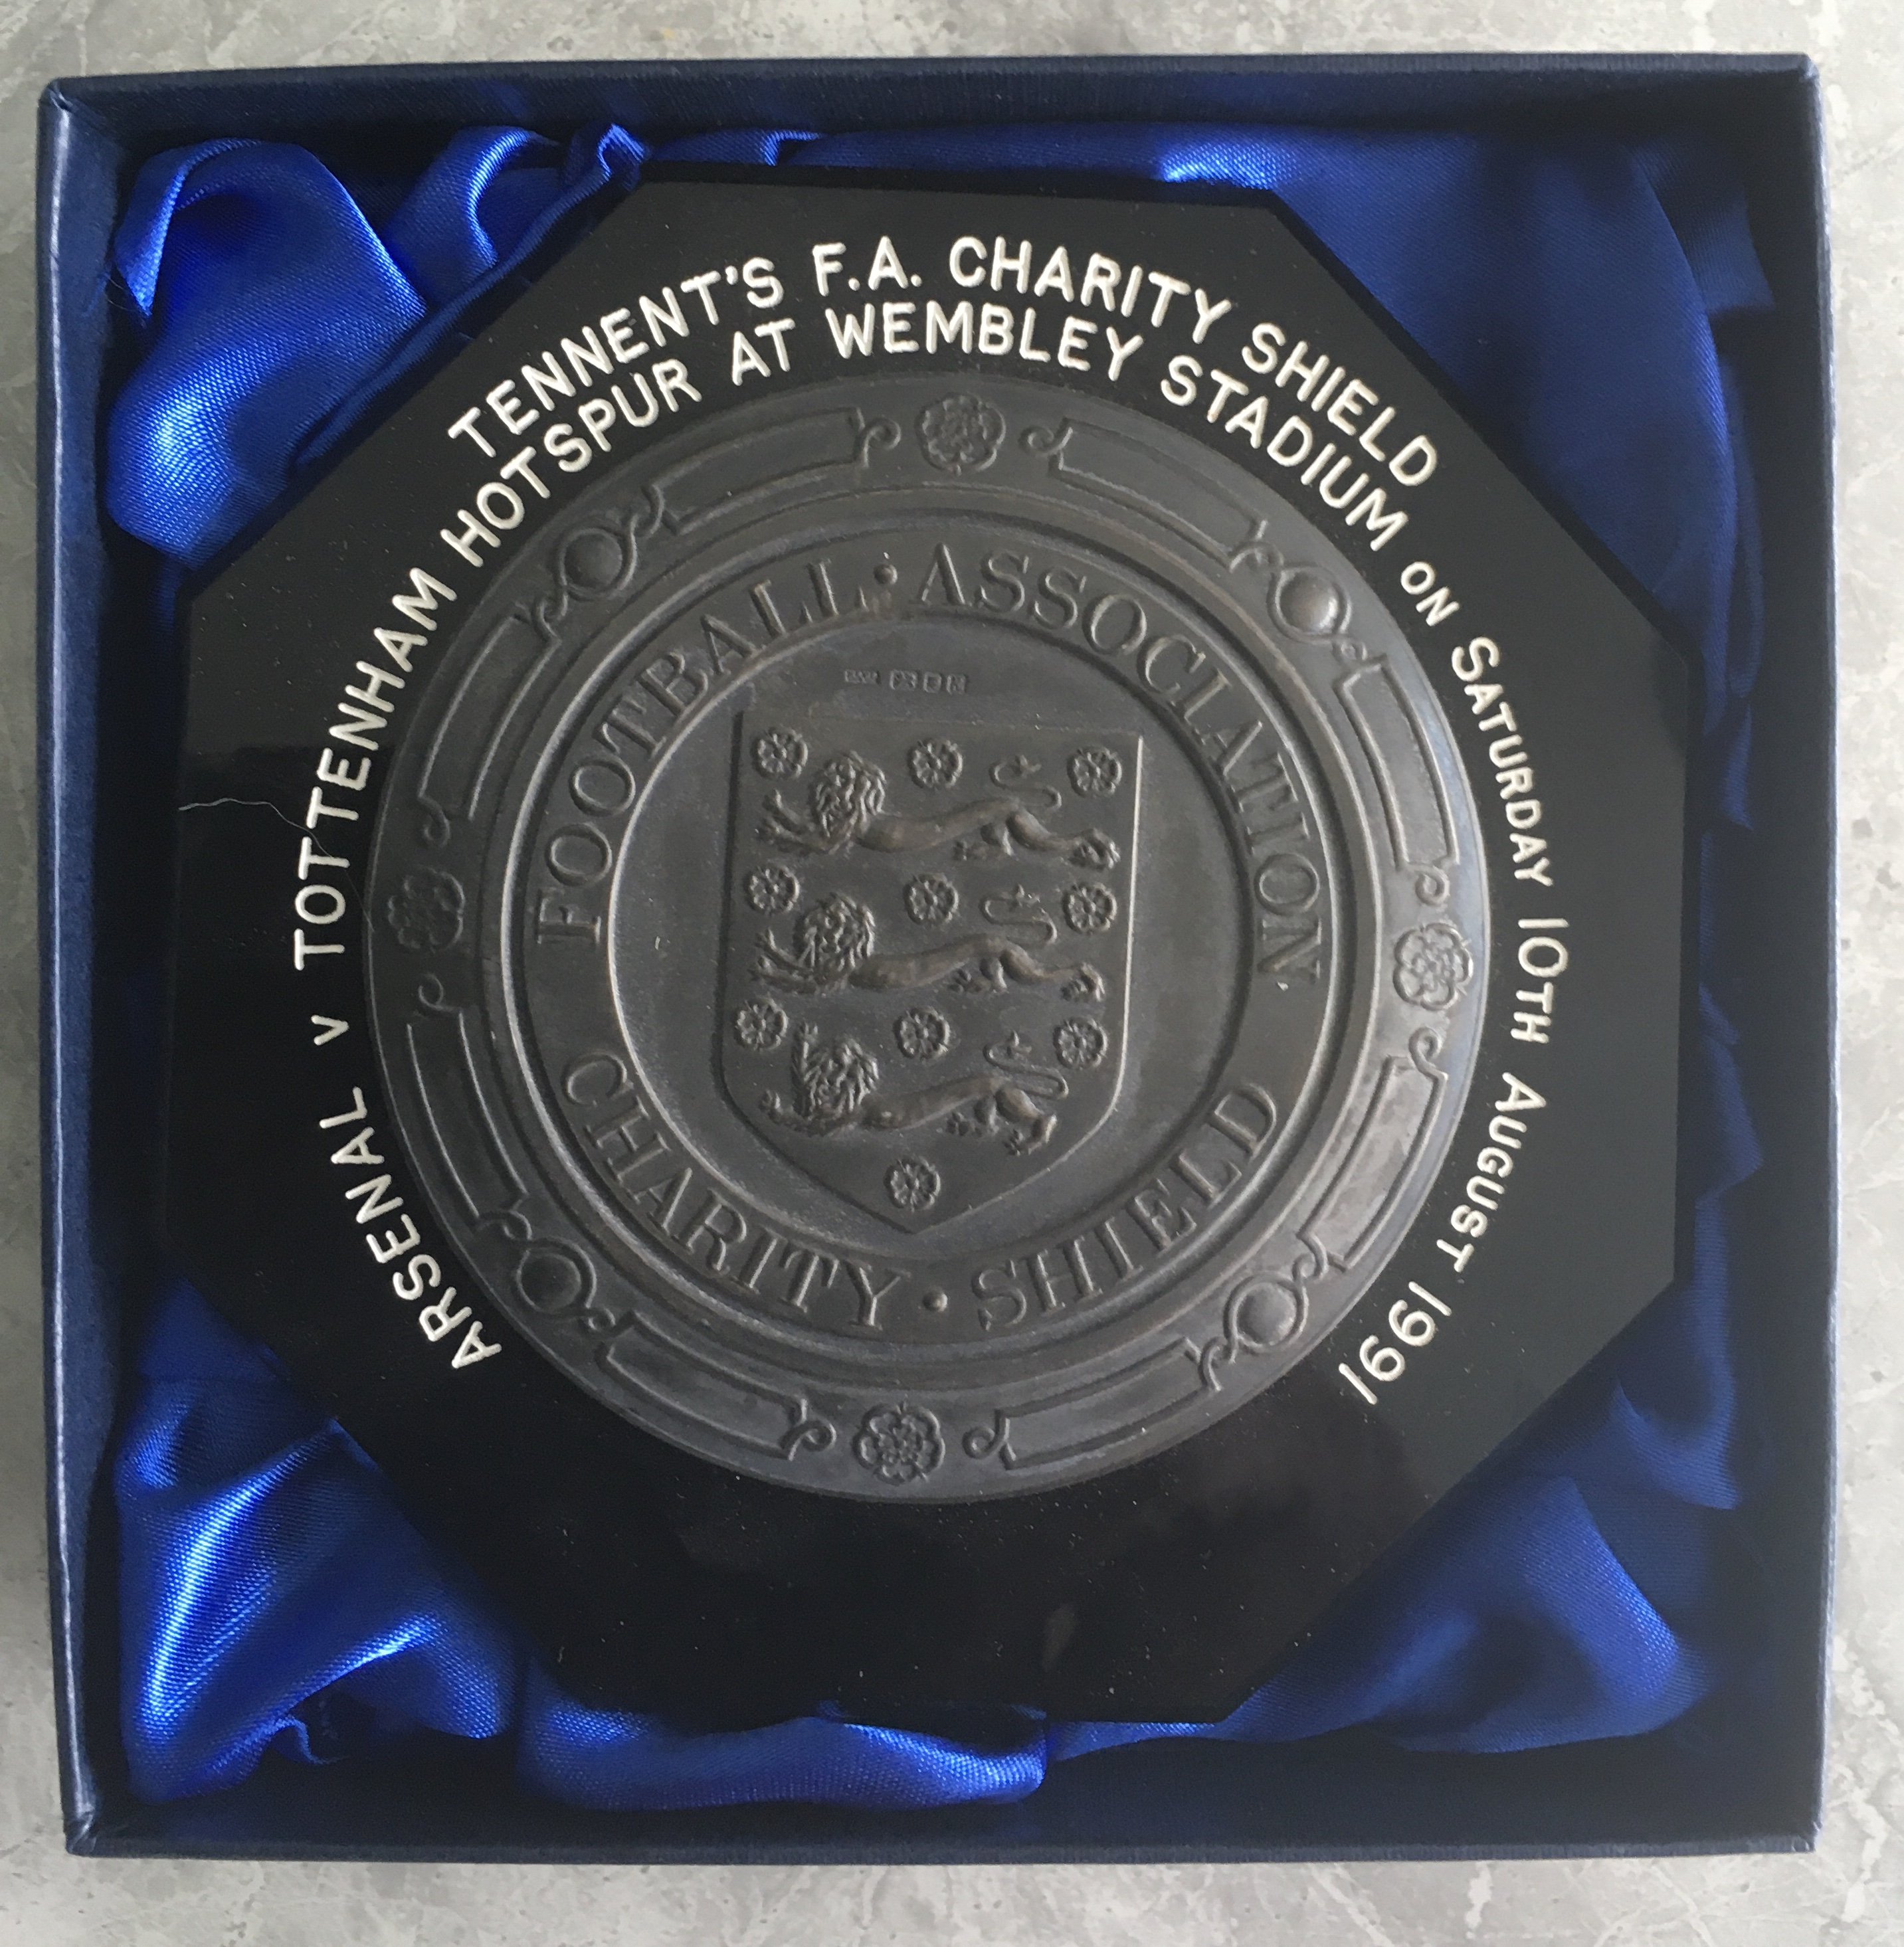 TENNENT'S F.A. CHARITY SHIELD
ARSENAL v TOTTENHAM HOTSPUR AT WEMBLEY STADIUM ON SATURDAY 10TH AUGUST 1991
FOOTBALL · ASSOCIATION
CHARITY · SHIELD